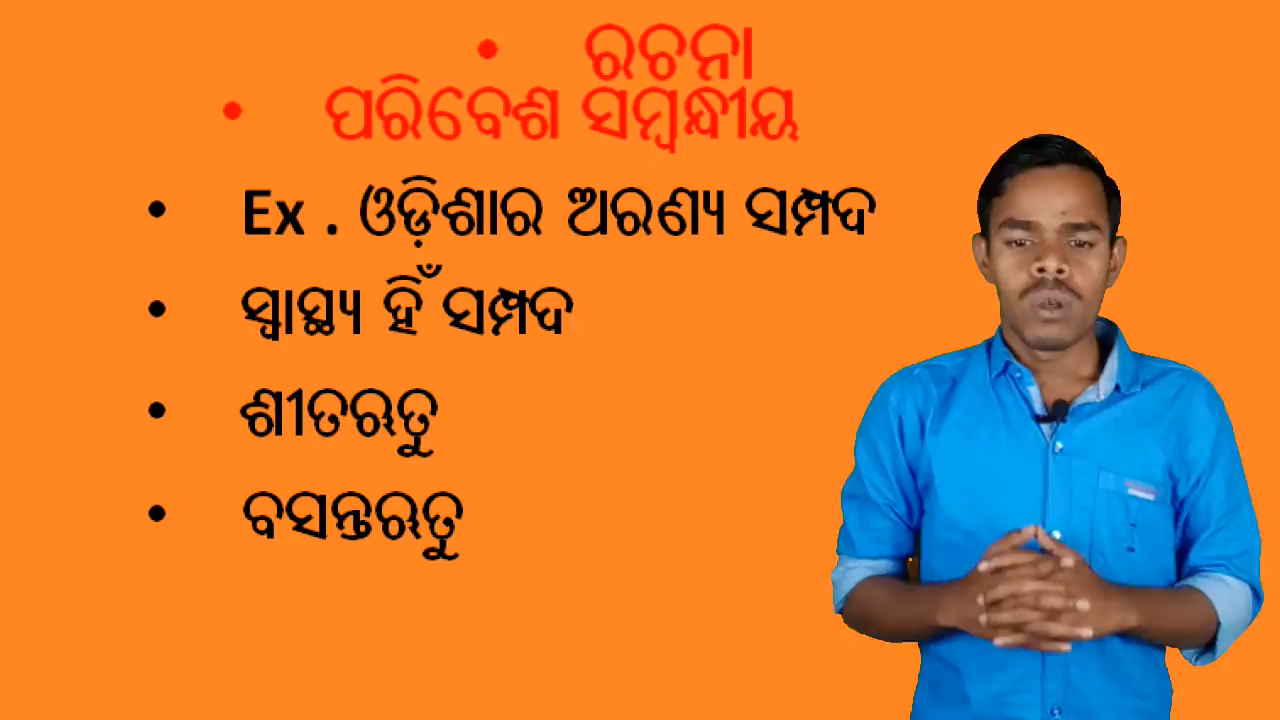 • ରଚନା
• ପରିବେଶ ସମ୍ବନ୍ଧୀୟ
• Ex . ଓଡ଼ିଶାର ଅରଣ୍ୟ ସମ୍ପଦ
• ସ୍ୱାସ୍ଥ୍ୟ ହିଁ ସମ୍ପଦ
• ଶୀତଋତୁ
• ବସନ୍ତଋତୁ